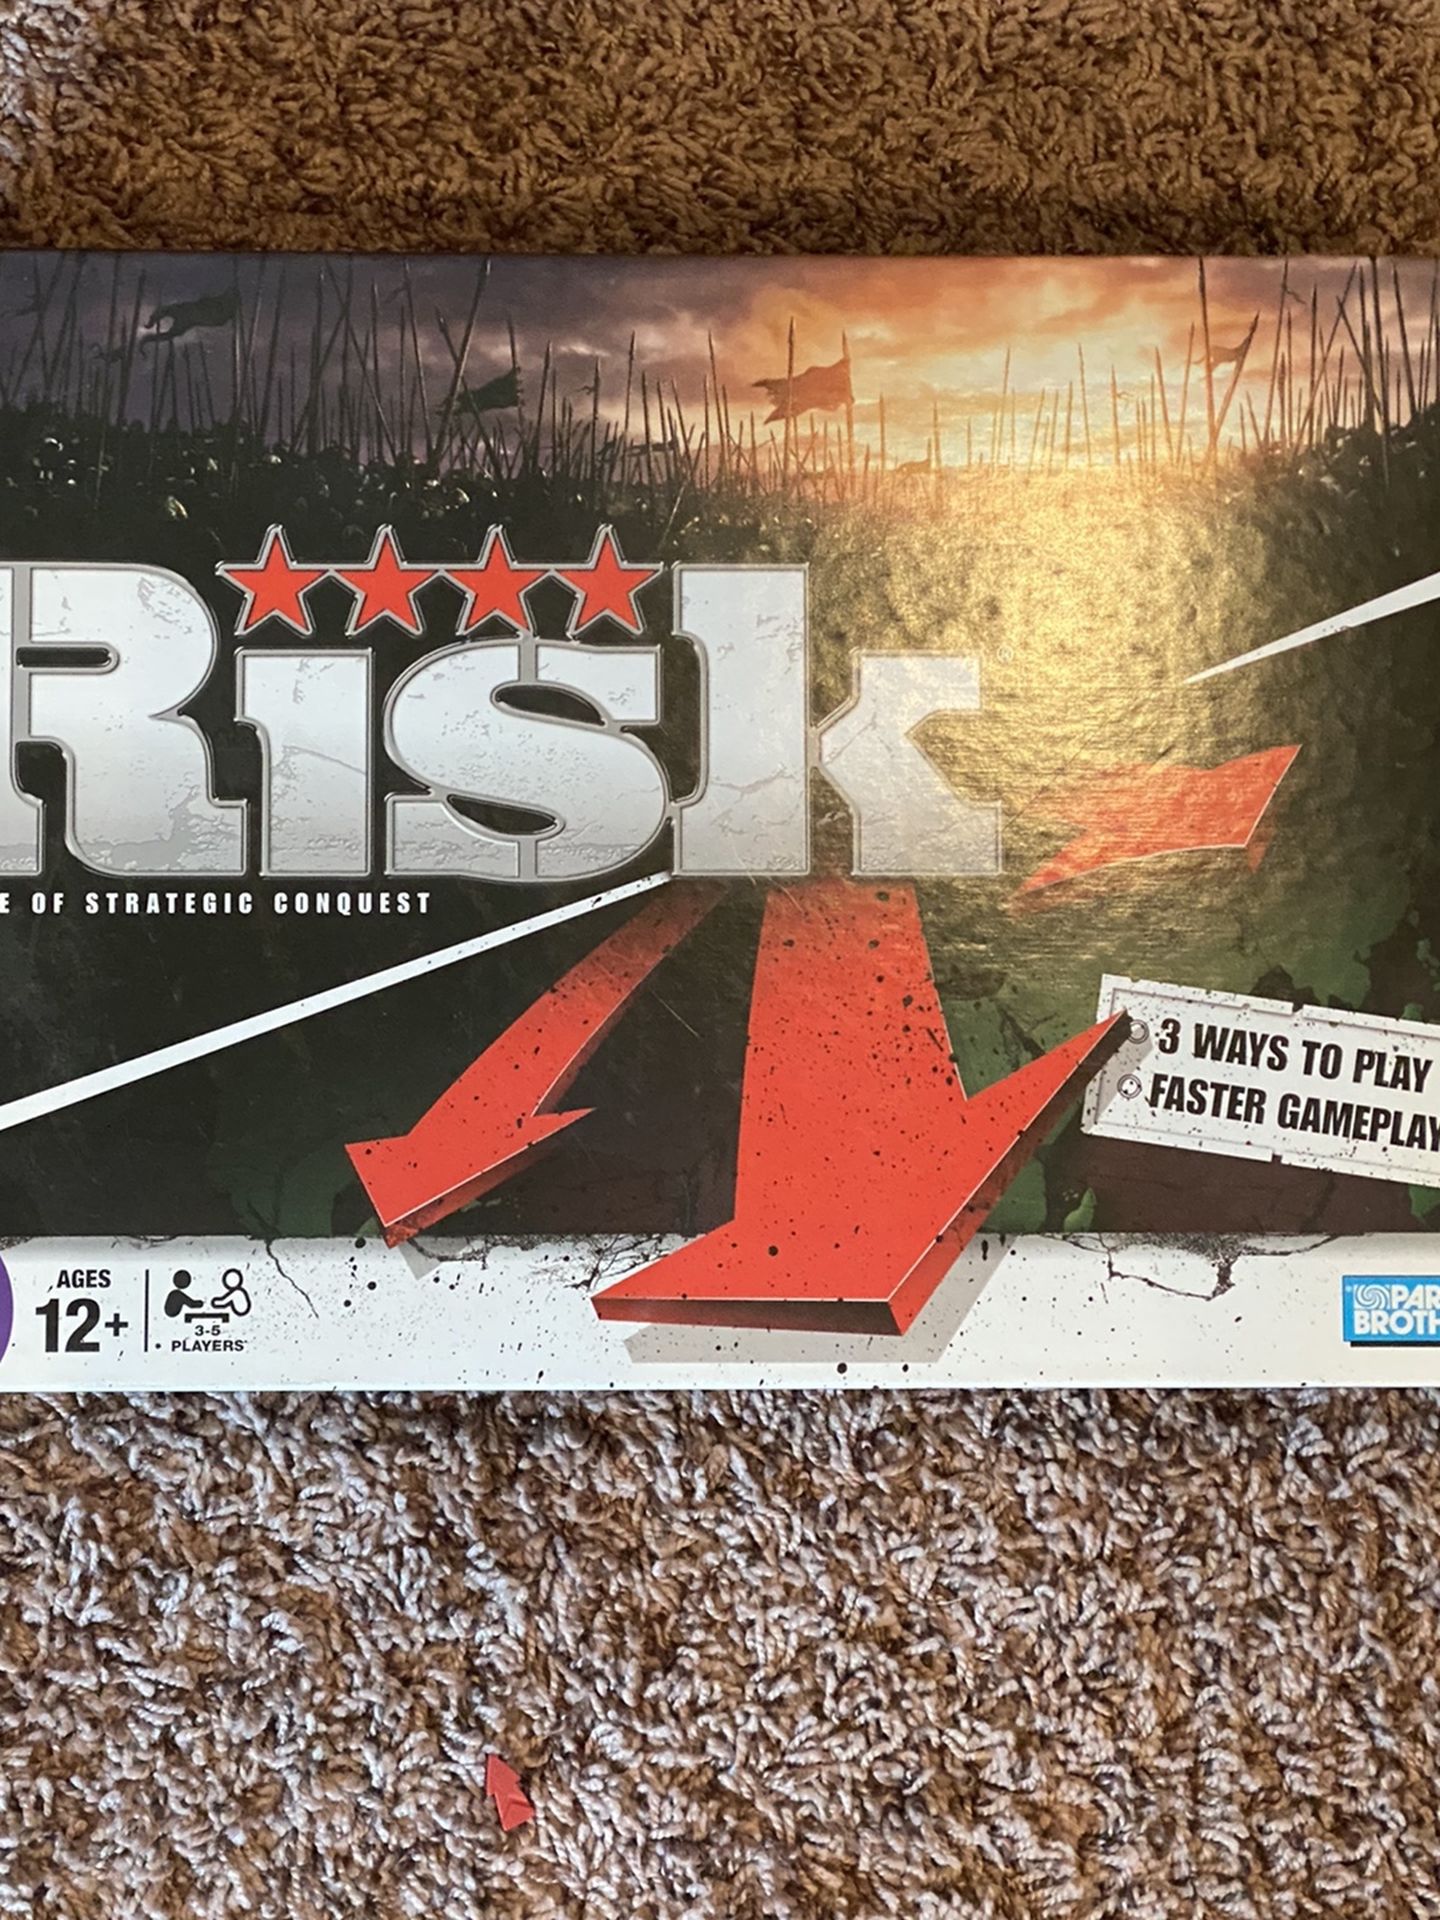 Risk®
E OF STRATEGIC CONQUEST
3 WAYS TO PLAY
FASTER GAMEPLAY
AGES
12+
3-5
PLAYERS
PAR
BROTH